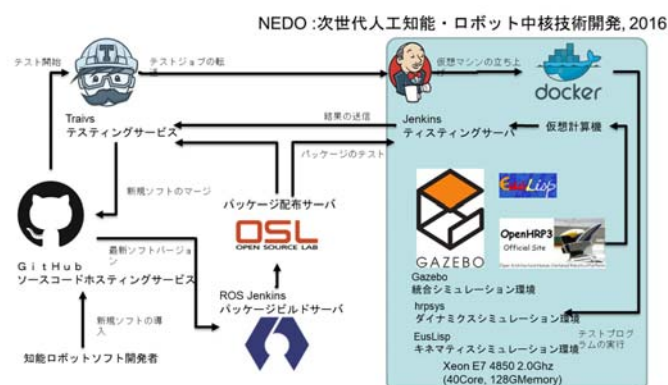 NEDO :次世代人工知能・ロボット中核技術開発, 2016
テスト開始
テストジョブの転
仮想マシンの立ち上
docker
Traivs
テスティングサービス
結果の送信
Jenkins
ティスティングサーバ
仮想計算機
パッケージのテスト
新規ソフトのマージ
パッケージ配布サーバ
OSL
OPEN SOURCE LAB
EusLisp
OpenHRP3
Official Site
GAZEBO
GitHub
ソースコードホスティングサービス
最新ソフトバージョ
ン
ROS Jenkins
パッケージビルドサーバ
Gazebo
統合シミュレーション環境
hrpsys
ダイナミクスシミュレーション環境
EusLisp
キネマティスシミュレーション環境
テストプログ
ラムの実行
新規ソフトの導
入
知能ロボットソフト開発者
Xeon E7 4850 2.0Ghz
(40Core, 128GMemory)